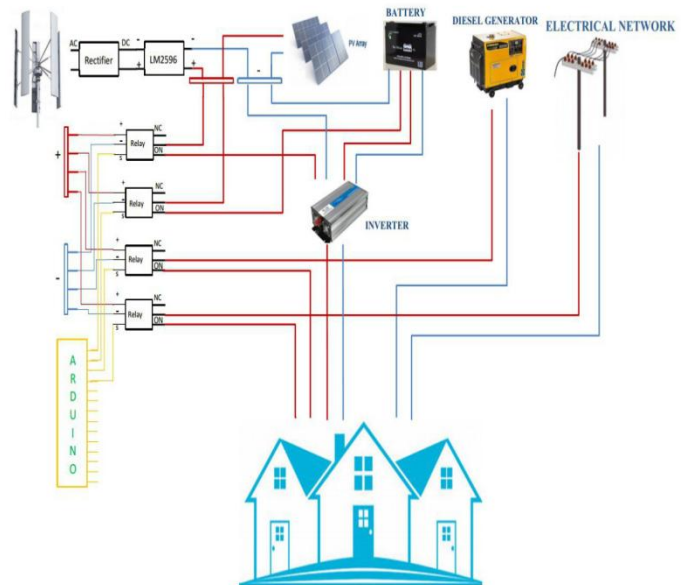 BATTERY
DIESEL GENERATOR
ELECTRICAL NETWORK
AC
DC
-
-
Rectifier
LM2596
+
+
PV Array
-
+
-
S
Relay
NC
ON
+
+
-
S
Relay
NC
ON
INVERTER
+
-
S
Relay
NC
ON
-
+
-
S
Relay
NC
ON
A
R
D
U
I
N
O